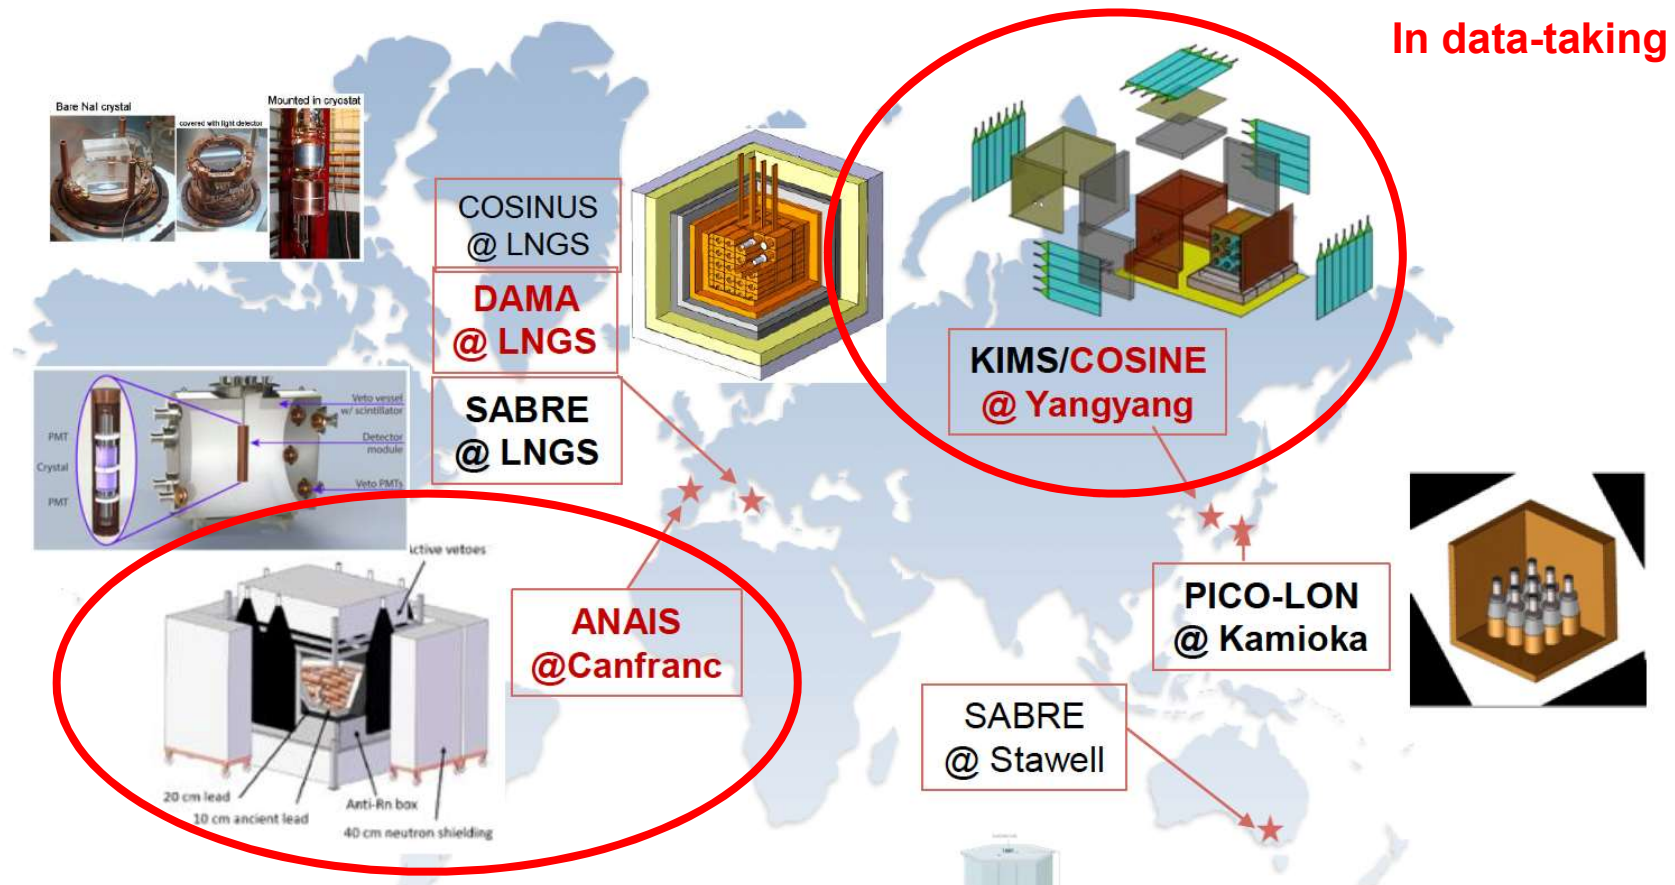 In data-taking
Bare NaI crystal
covered with light detector
Mounted in cryostat
COSINUS
@ LNGS
DAMA
@ LNGS
SABRE
@ LNGS
KIMS/COSINE
@ Yangyang
Veto vessel
w/ scintillator
PMT
Detector
module
Crystal
Veto PMTs
PMT
Active vetoes
ANAIS
@Canfranc
PICO-LON
@ Kamioka
SABRE
@ Stawell
20 cm lead
Anti-Rn box
10 cm ancient lead
40 cm neutron shielding